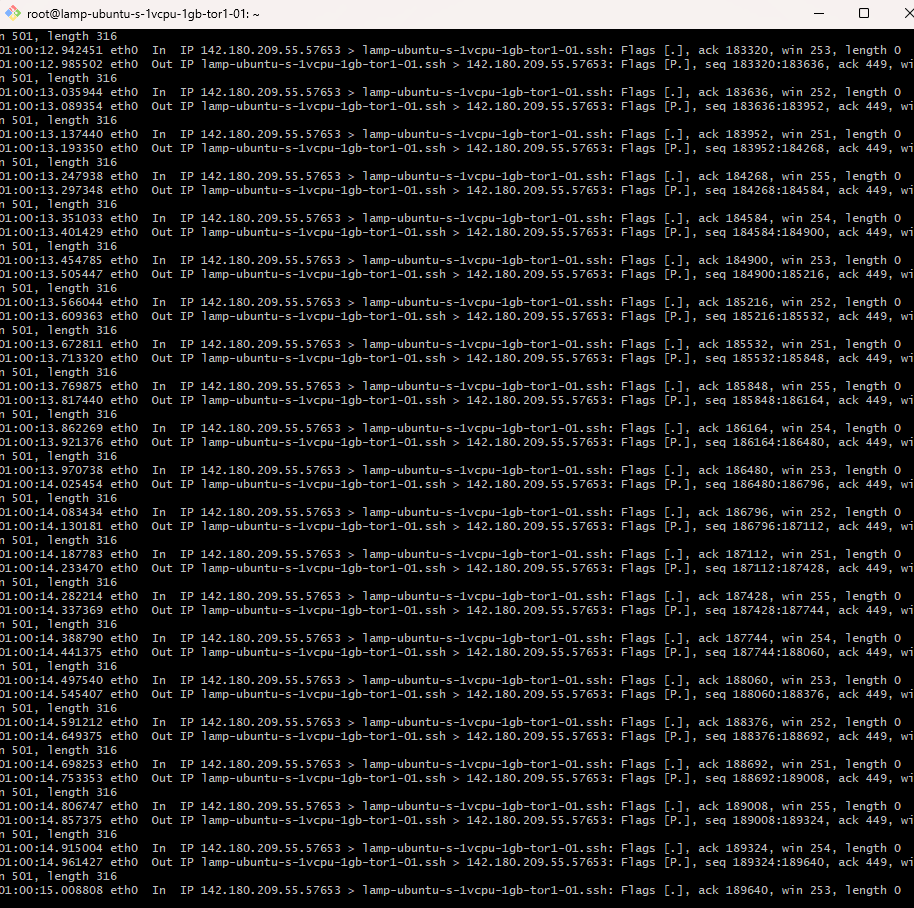 root@lamp-ubuntu-s-1vcpu-1gb-tor1-01: ~
n 501, length 316
01:00:12.942451 eth0  In  IP 142.180.209.55.57653 > lamp-ubuntu-s-1vcpu-1gb-tor1-01.ssh: Flags [.], ack 183320, win 253, length 0
01:00:12.985502 eth0  Out IP lamp-ubuntu-s-1vcpu-1gb-tor1-01.ssh > 142.180.209.55.57653: Flags [P.], seq 183320:183636, ack 449, wi
n 501, length 316
01:00:13.035944 eth0  In  IP 142.180.209.55.57653 > lamp-ubuntu-s-1vcpu-1gb-tor1-01.ssh: Flags [.], ack 183636, win 252, length 0
01:00:13.089354 eth0  Out IP lamp-ubuntu-s-1vcpu-1gb-tor1-01.ssh > 142.180.209.55.57653: Flags [P.], seq 183636:183952, ack 449, wi
n 501, length 316
01:00:13.137440 eth0  In  IP 142.180.209.55.57653 > lamp-ubuntu-s-1vcpu-1gb-tor1-01.ssh: Flags [.], ack 183952, win 251, length 0
01:00:13.193350 eth0  Out IP lamp-ubuntu-s-1vcpu-1gb-tor1-01.ssh > 142.180.209.55.57653: Flags [P.], seq 183952:184268, ack 449, wi
n 501, length 316
01:00:13.247938 eth0  In  IP 142.180.209.55.57653 > lamp-ubuntu-s-1vcpu-1gb-tor1-01.ssh: Flags [.], ack 184268, win 255, length 0
01:00:13.297348 eth0  Out IP lamp-ubuntu-s-1vcpu-1gb-tor1-01.ssh > 142.180.209.55.57653: Flags [P.], seq 184268:184584, ack 449, wi
n 501, length 316
01:00:13.351033 eth0  In  IP 142.180.209.55.57653 > lamp-ubuntu-s-1vcpu-1gb-tor1-01.ssh: Flags [.], ack 184584, win 254, length 0
01:00:13.401429 eth0  Out IP lamp-ubuntu-s-1vcpu-1gb-tor1-01.ssh > 142.180.209.55.57653: Flags [P.], seq 184584:184900, ack 449, wi
n 501, length 316
01:00:13.454785 eth0  In  IP 142.180.209.55.57653 > lamp-ubuntu-s-1vcpu-1gb-tor1-01.ssh: Flags [.], ack 184900, win 253, length 0
01:00:13.505447 eth0  Out IP lamp-ubuntu-s-1vcpu-1gb-tor1-01.ssh > 142.180.209.55.57653: Flags [P.], seq 184900:185216, ack 449, wi
n 501, length 316
01:00:13.566044 eth0  In  IP 142.180.209.55.57653 > lamp-ubuntu-s-1vcpu-1gb-tor1-01.ssh: Flags [.], ack 185216, win 252, length 0
01:00:13.609363 eth0  Out IP lamp-ubuntu-s-1vcpu-1gb-tor1-01.ssh > 142.180.209.55.57653: Flags [P.], seq 185216:185532, ack 449, wi
n 501, length 316
01:00:13.672811 eth0  In  IP 142.180.209.55.57653 > lamp-ubuntu-s-1vcpu-1gb-tor1-01.ssh: Flags [.], ack 185532, win 251, length 0
01:00:13.713320 eth0  Out IP lamp-ubuntu-s-1vcpu-1gb-tor1-01.ssh > 142.180.209.55.57653: Flags [P.], seq 185532:185848, ack 449, wi
n 501, length 316
01:00:13.769875 eth0  In  IP 142.180.209.55.57653 > lamp-ubuntu-s-1vcpu-1gb-tor1-01.ssh: Flags [.], ack 185848, win 255, length 0
01:00:13.817440 eth0  Out IP lamp-ubuntu-s-1vcpu-1gb-tor1-01.ssh > 142.180.209.55.57653: Flags [P.], seq 185848:186164, ack 449, wi
n 501, length 316
01:00:13.862269 eth0  In  IP 142.180.209.55.57653 > lamp-ubuntu-s-1vcpu-1gb-tor1-01.ssh: Flags [.], ack 186164, win 254, length 0
01:00:13.921376 eth0  Out IP lamp-ubuntu-s-1vcpu-1gb-tor1-01.ssh > 142.180.209.55.57653: Flags [P.], seq 186164:186480, ack 449, wi
n 501, length 316
01:00:13.970738 eth0  In  IP 142.180.209.55.57653 > lamp-ubuntu-s-1vcpu-1gb-tor1-01.ssh: Flags [.], ack 186480, win 253, length 0
01:00:14.025454 eth0  Out IP lamp-ubuntu-s-1vcpu-1gb-tor1-01.ssh > 142.180.209.55.57653: Flags [P.], seq 186480:186796, ack 449, wi
n 501, length 316
01:00:14.083434 eth0  In  IP 142.180.209.55.57653 > lamp-ubuntu-s-1vcpu-1gb-tor1-01.ssh: Flags [.], ack 186796, win 252, length 0
01:00:14.130181 eth0  Out IP lamp-ubuntu-s-1vcpu-1gb-tor1-01.ssh > 142.180.209.55.57653: Flags [P.], seq 186796:187112, ack 449, wi
n 501, length 316
01:00:14.187783 eth0  In  IP 142.180.209.55.57653 > lamp-ubuntu-s-1vcpu-1gb-tor1-01.ssh: Flags [.], ack 187112, win 251, length 0
01:00:14.233470 eth0  Out IP lamp-ubuntu-s-1vcpu-1gb-tor1-01.ssh > 142.180.209.55.57653: Flags [P.], seq 187112:187428, ack 449, wi
n 501, length 316
01:00:14.282214 eth0  In  IP 142.180.209.55.57653 > lamp-ubuntu-s-1vcpu-1gb-tor1-01.ssh: Flags [.], ack 187428, win 255, length 0
01:00:14.337369 eth0  Out IP lamp-ubuntu-s-1vcpu-1gb-tor1-01.ssh > 142.180.209.55.57653: Flags [P.], seq 187428:187744, ack 449, wi
n 501, length 316
01:00:14.388790 eth0  In  IP 142.180.209.55.57653 > lamp-ubuntu-s-1vcpu-1gb-tor1-01.ssh: Flags [.], ack 187744, win 254, length 0
01:00:14.441375 eth0  Out IP lamp-ubuntu-s-1vcpu-1gb-tor1-01.ssh > 142.180.209.55.57653: Flags [P.], seq 187744:188060, ack 449, wi
n 501, length 316
01:00:14.497540 eth0  In  IP 142.180.209.55.57653 > lamp-ubuntu-s-1vcpu-1gb-tor1-01.ssh: Flags [.], ack 188060, win 253, length 0
01:00:14.545407 eth0  Out IP lamp-ubuntu-s-1vcpu-1gb-tor1-01.ssh > 142.180.209.55.57653: Flags [P.], seq 188060:188376, ack 449, wi
n 501, length 316
01:00:14.591212 eth0  In  IP 142.180.209.55.57653 > lamp-ubuntu-s-1vcpu-1gb-tor1-01.ssh: Flags [.], ack 188376, win 252, length 0
01:00:14.649375 eth0  Out IP lamp-ubuntu-s-1vcpu-1gb-tor1-01.ssh > 142.180.209.55.57653: Flags [P.], seq 188376:188692, ack 449, wi
n 501, length 316
01:00:14.698253 eth0  In  IP 142.180.209.55.57653 > lamp-ubuntu-s-1vcpu-1gb-tor1-01.ssh: Flags [.], ack 188692, win 251, length 0
01:00:14.753353 eth0  Out IP lamp-ubuntu-s-1vcpu-1gb-tor1-01.ssh > 142.180.209.55.57653: Flags [P.], seq 188692:189008, ack 449, wi
n 501, length 316
01:00:14.806747 eth0  In  IP 142.180.209.55.57653 > lamp-ubuntu-s-1vcpu-1gb-tor1-01.ssh: Flags [.], ack 189008, win 255, length 0
01:00:14.857375 eth0  Out IP lamp-ubuntu-s-1vcpu-1gb-tor1-01.ssh > 142.180.209.55.57653: Flags [P.], seq 189008:189324, ack 449, wi
n 501, length 316
01:00:14.915004 eth0  In  IP 142.180.209.55.57653 > lamp-ubuntu-s-1vcpu-1gb-tor1-01.ssh: Flags [.], ack 189324, win 254, length 0
01:00:14.961427 eth0  Out IP lamp-ubuntu-s-1vcpu-1gb-tor1-01.ssh > 142.180.209.55.57653: Flags [P.], seq 189324:189640, ack 449, wi
n 501, length 316
01:00:15.008808 eth0  In  IP 142.180.209.55.57653 > lamp-ubuntu-s-1vcpu-1gb-tor1-01.ssh: Flags [.], ack 189640, win 253, length 0